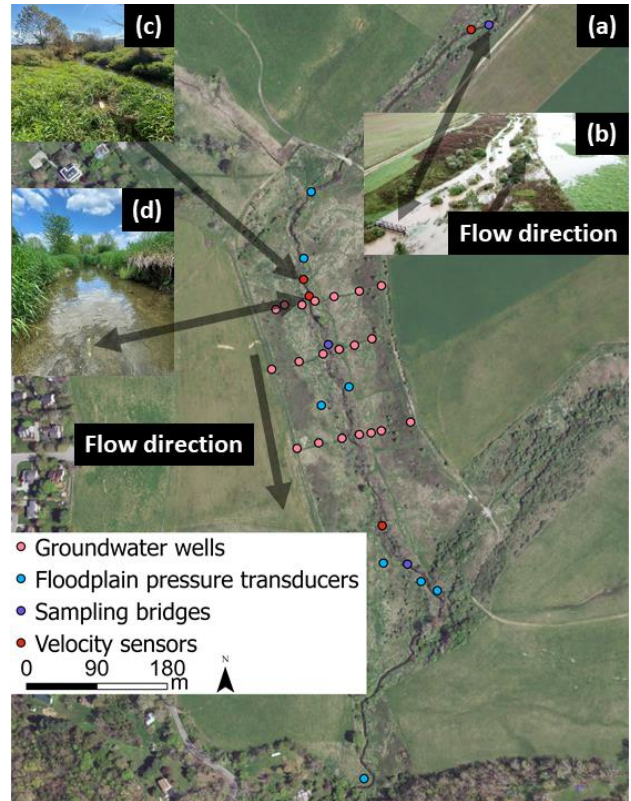 (c)
(a)
(b)
(d)
Flow direction
Flow direction
Groundwater wells
Floodplain pressure transducers
Sampling bridges
Velocity sensors
0 90 180
m
N